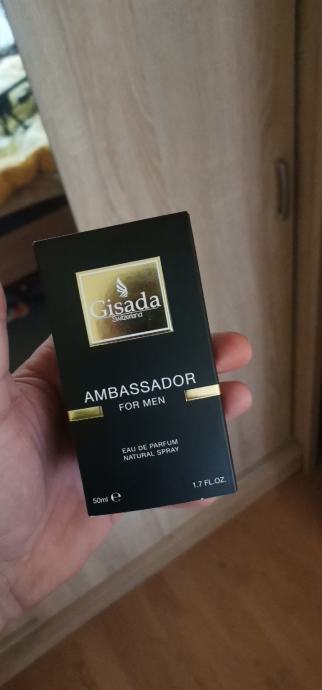 Gisada
Switzerland
AMBASSADOR
FOR MEN
EAU DE PARFUM
NATURAL SPRAY
50ml ℮
1.7 FL.OZ.